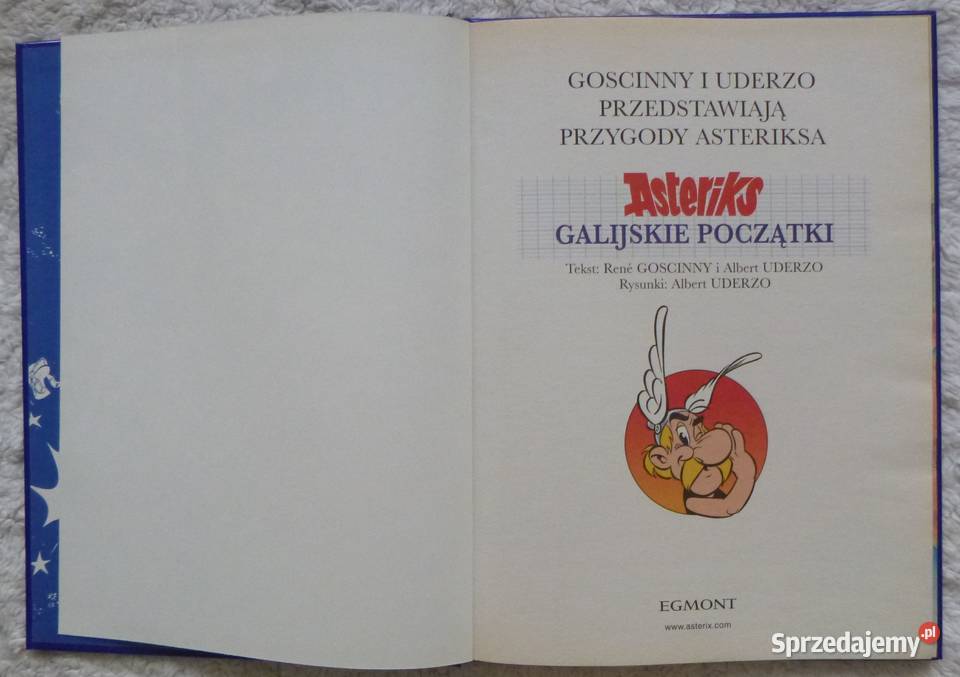 GOSCINNY I UDERZO
PRZEDSTAWIAJĄ
PRZYGODY ASTERIKSA
Asteriks
GALIJSKIE POCZĄTKI
Tekst: René GOSCINNY i Albert UDERZO
Rysunki: Albert UDERZO
EGMONT
www.asterix.com
Sprzedajemy.pl